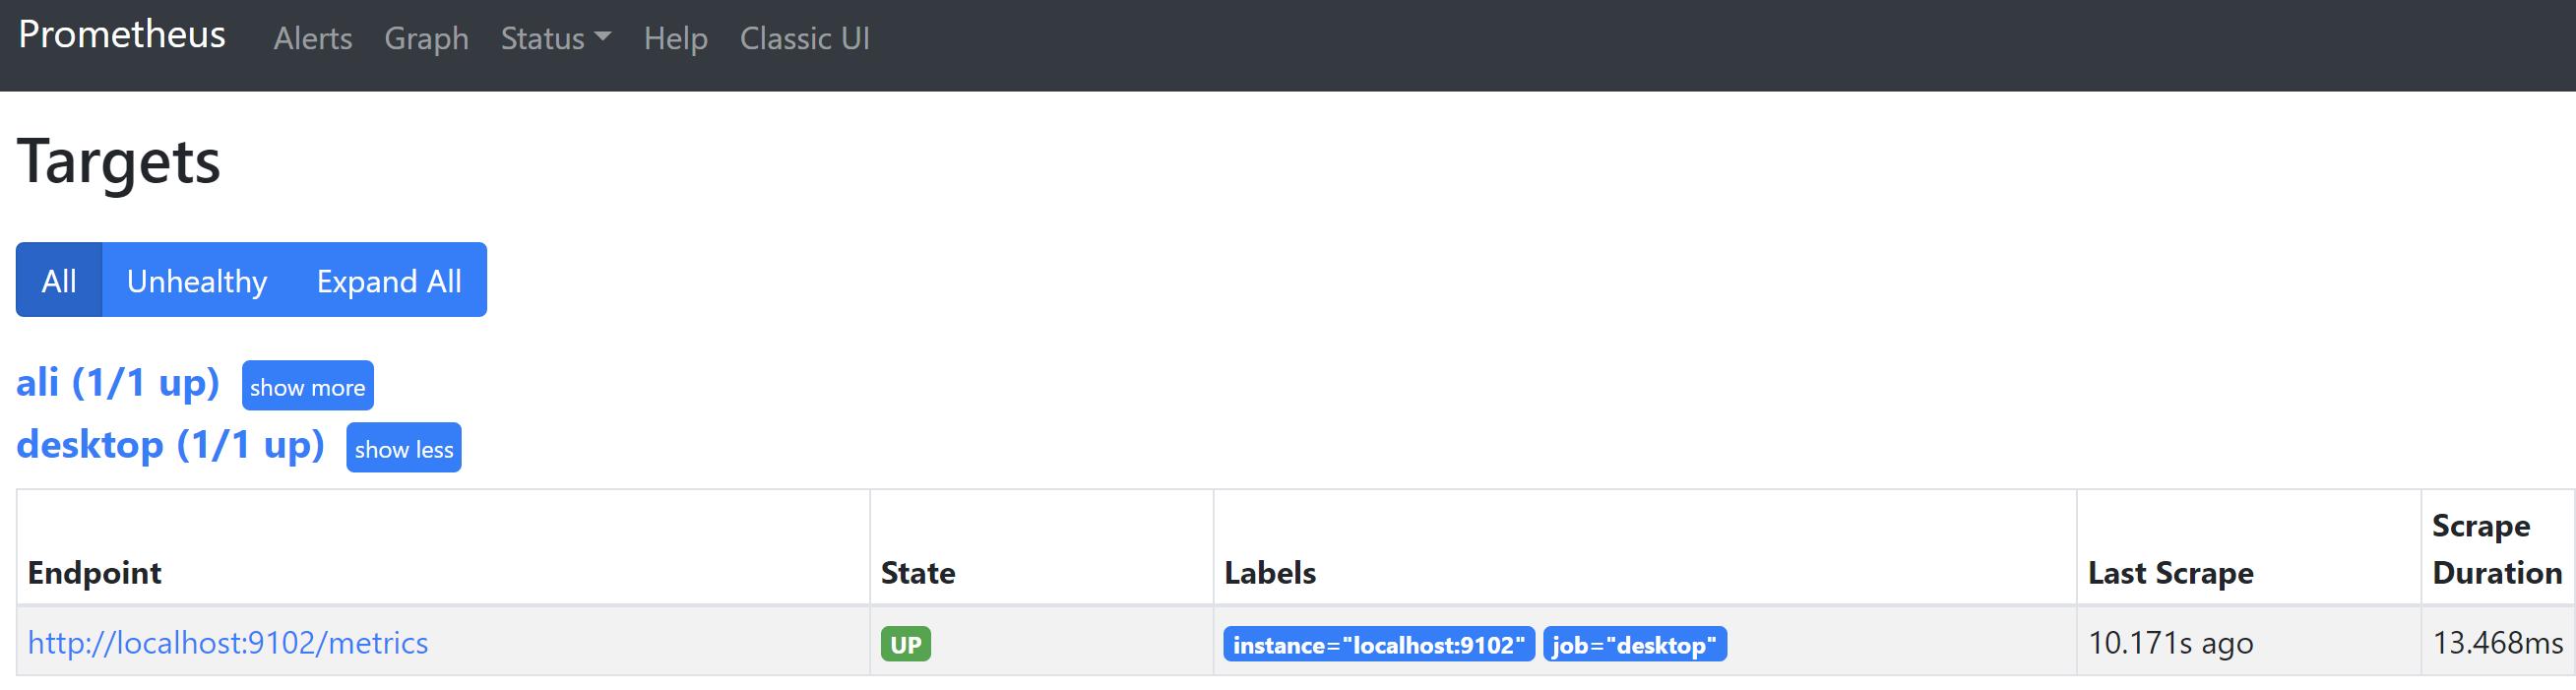 Prometheus Alerts Graph Status Help Classic UI
Targets
All Unhealthy Expand All
ali (1/1 up) show more
desktop (1/1 up) show less
Endpoint State Labels Last Scrape Scrape Duration
http://localhost:9102/metrics UP instance="localhost:9102" job="desktop" 10.171s ago 13.468ms